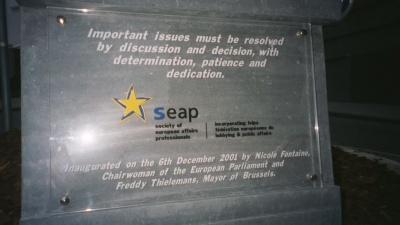 Important issues must be resolved
by discussion and decision, with
determination, patience and
dedication.
seap
society of
european affairs
professionals
incorporating felpa
fédération européenne du
lobbying & public affairs
Inaugurated on the 6th December 2001 by Nicole Fontaine,
Chairwoman of the European Parliament and
Freddy Thielemans, Mayor of Brussels.